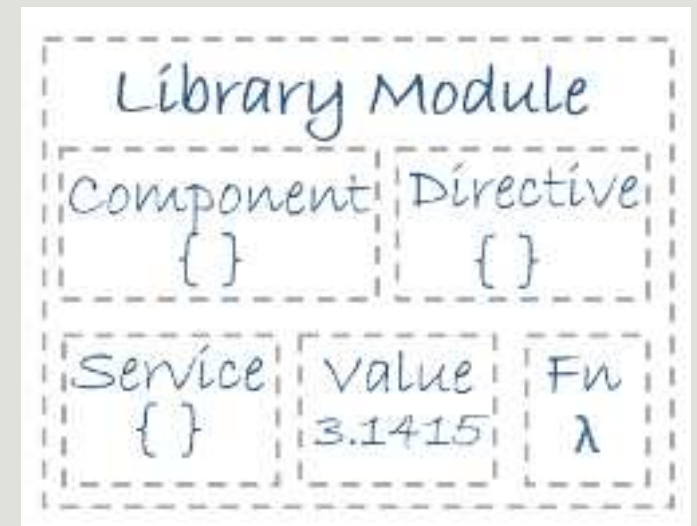 Library Module
Component Directive
{ } { }
Service Value Fn
{ } 3.1415 λ